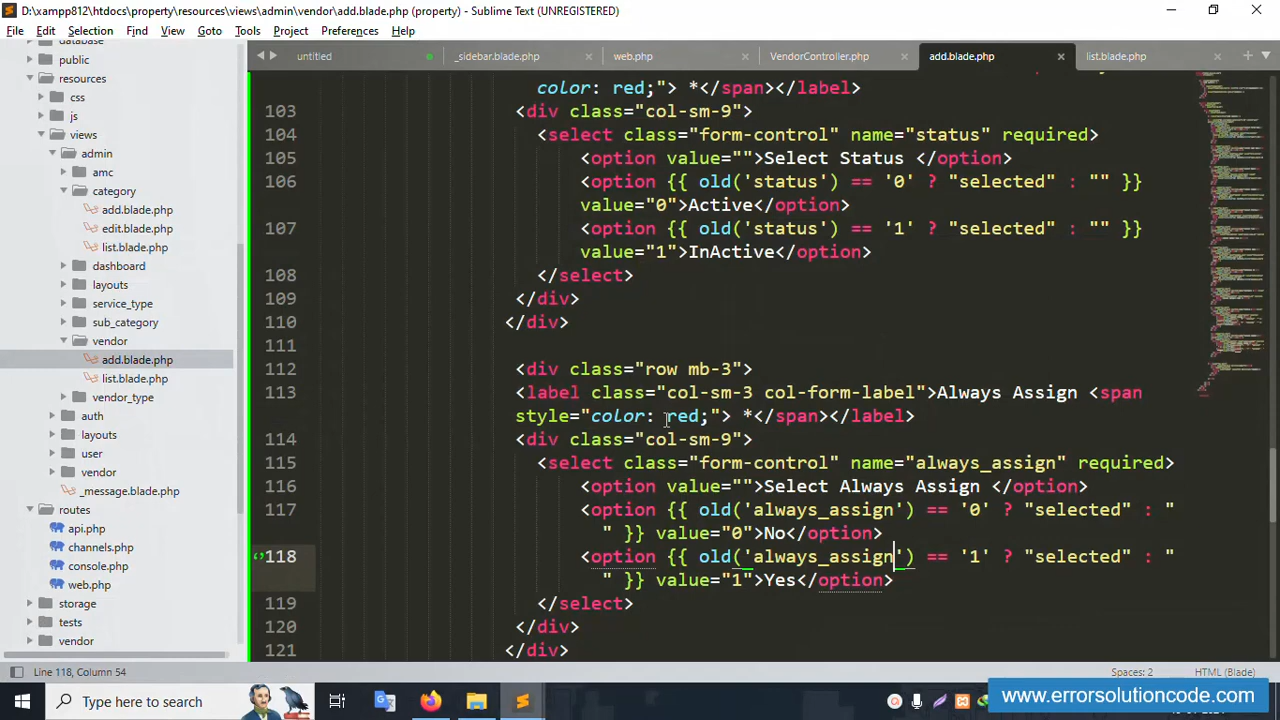 D:\xampp812\htdocs\property\resources\views\admin\vendor\add.blade.php (property) - Sublime Text (UNREGISTERED)
File Edit Selection Find View Goto Tools Project Preferences Help
untitled _sidebar.blade.php web.php VendorController.php add.blade.php list.blade.php
database
public
resources
css
js
views
admin
amc
category
add.blade.php
edit.blade.php
list.blade.php
dashboard
layouts
service_type
sub_category
vendor
add.blade.php
list.blade.php
vendor_type
auth
layouts
user
vendor
_message.blade.php
routes
api.php
channels.php
console.php
web.php
storage
tests
vendor
color: red;"> *</span></label>
103 <div class="col-sm-9">
104 <select class="form-control" name="status" required>
105 <option value="">Select Status </option>
106 <option {{ old('status') == '0' ? "selected" : "" }}
value="0">Active</option>
107 <option {{ old('status') == '1' ? "selected" : "" }}
value="1">InActive</option>
108 </select>
109 </div>
110 </div>
111
112 <div class="row mb-3">
113 <label class="col-sm-3 col-form-label">Always Assign <span
style="color: red;"> *</span></label>
114 <div class="col-sm-9">
115 <select class="form-control" name="always_assign" required>
116 <option value="">Select Always Assign </option>
117 <option {{ old('always_assign') == '0' ? "selected" : "
" }} value="0">No</option>
118 <option {{ old('always_assign') == '1' ? "selected" : "
" }} value="1">Yes</option>
119 </select>
120 </div>
121 </div>
Line 118, Column 54 Spaces: 2 HTML (Blade)
Type here to search
www.errorsolutioncode.com